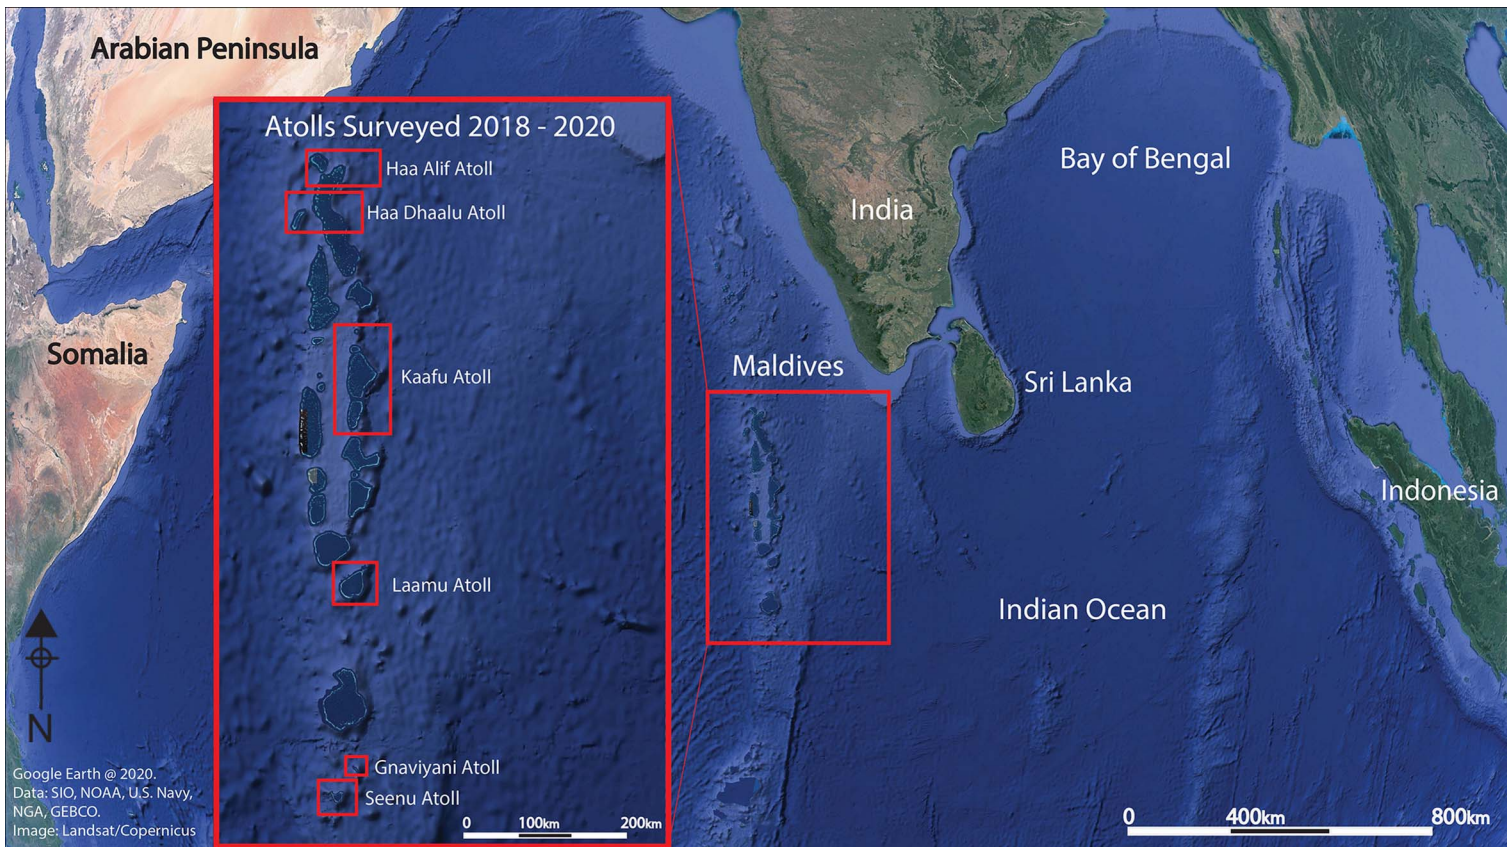 Arabian Peninsula
Atolls Surveyed 2018 - 2020
Haa Alif Atoll
Haa Dhaalu Atoll
Kaafu Atoll
Laamu Atoll
Gnaviyani Atoll
Seenu Atoll
0 100km 200km
Somalia
N
Google Earth @ 2020.
Data: SIO, NOAA, U.S. Navy,
NGA, GEBCO.
Image: Landsat/Copernicus
Bay of Bengal
India
Maldives
Sri Lanka
Indonesia
Indian Ocean
0 400km 800km